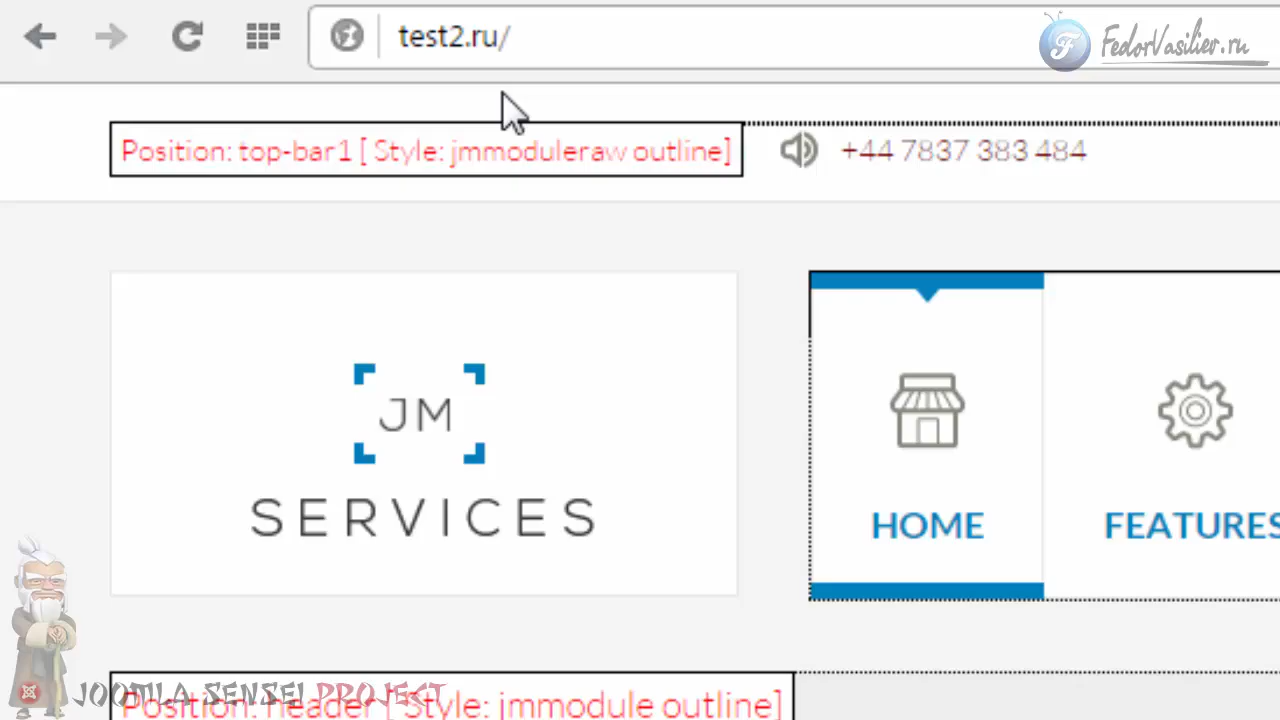 test2.ru/
FedorVasiliev.ru
Position: top-bar1 [ Style: jmmoduleraw outline]
+44 7837 383 484
JM
SERVICES
HOME
FEATURES
Position: header [ Style: jmmodule outline]
JOOMLA SENSEI PROJECT